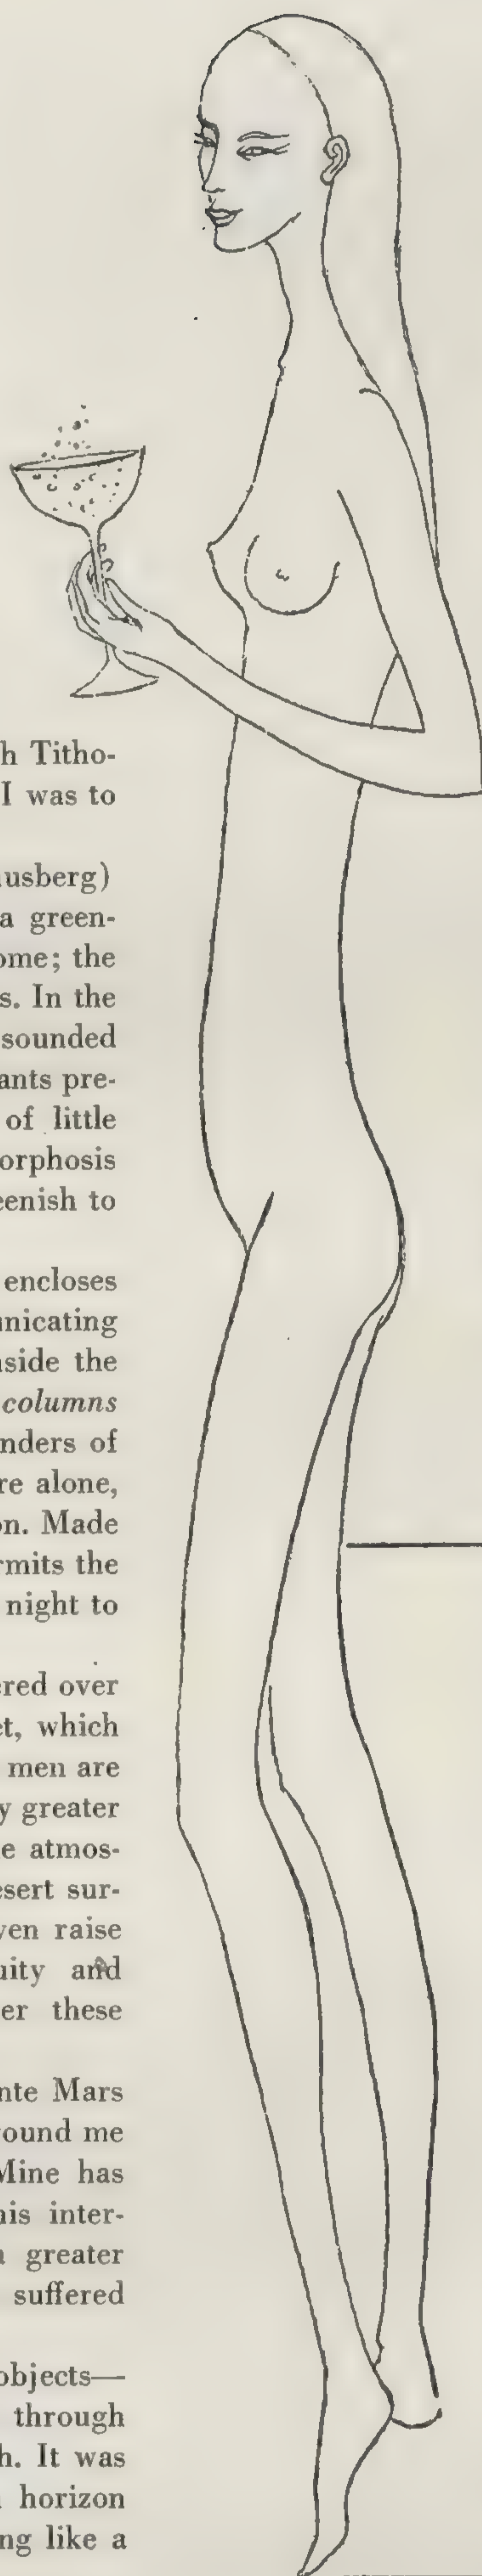 h Titho-
I was to
usberg)
a green-
ome; the
s. In the
sounded
ants pre-
of little
orphosis
eenish to
encloses
nicating
side the
columns
nders of
re alone,
on. Made
rmits the
night to
ered over
et, which
men are
y greater
e atmos-
esert sur-
ven raise
uity and
er these
nte Mars
ound me
Mine has
his inter-
greater
suffered
objects—
through
h. It was
horizon
ng like a